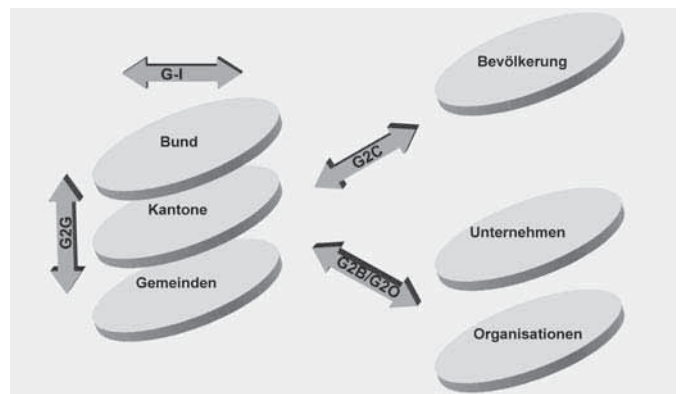 G-I
Bevölkerung
Bund
G2C
Kantone
G2G
Unternehmen
G2B/G2O
Gemeinden
Organisationen